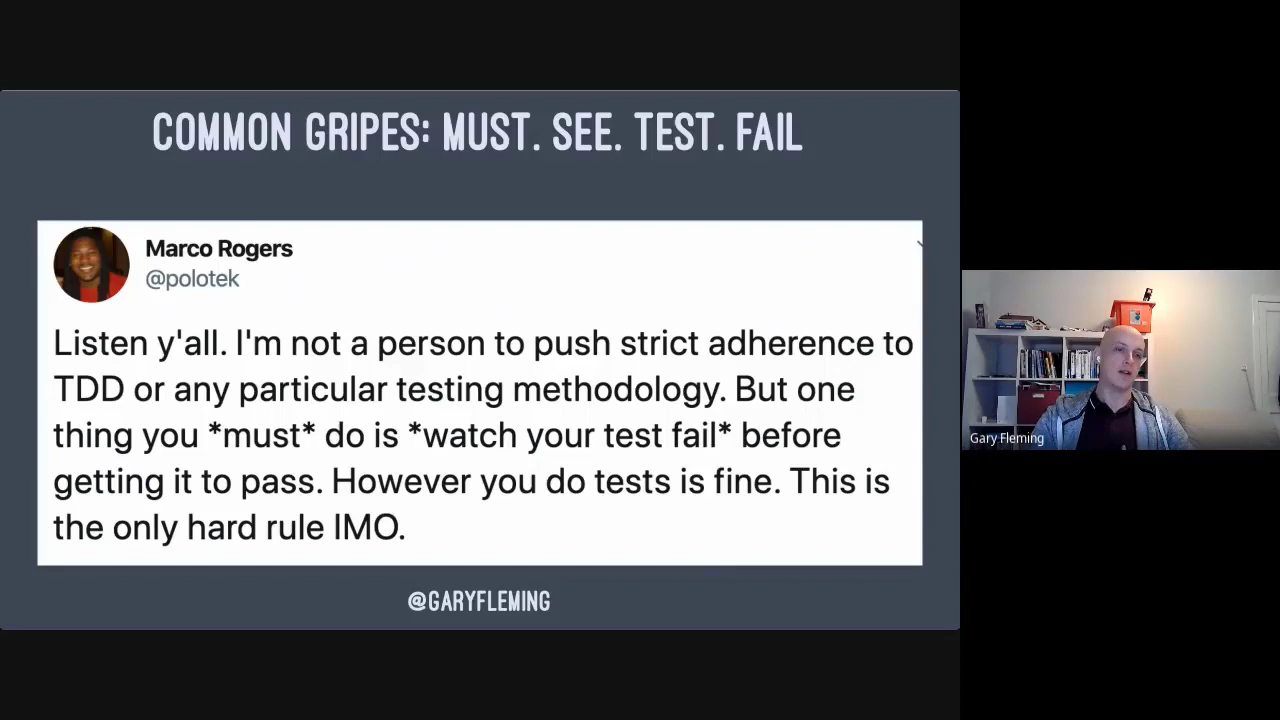 COMMON GRIPES: MUST. SEE. TEST. FAIL
Marco Rogers
@polotek
Listen y'all. I'm not a person to push strict adherence to
TDD or any particular testing methodology. But one
thing you *must* do is *watch your test fail* before
getting it to pass. However you do tests is fine. This is
the only hard rule IMO.
@GARYFLEMING
Gary Fleming